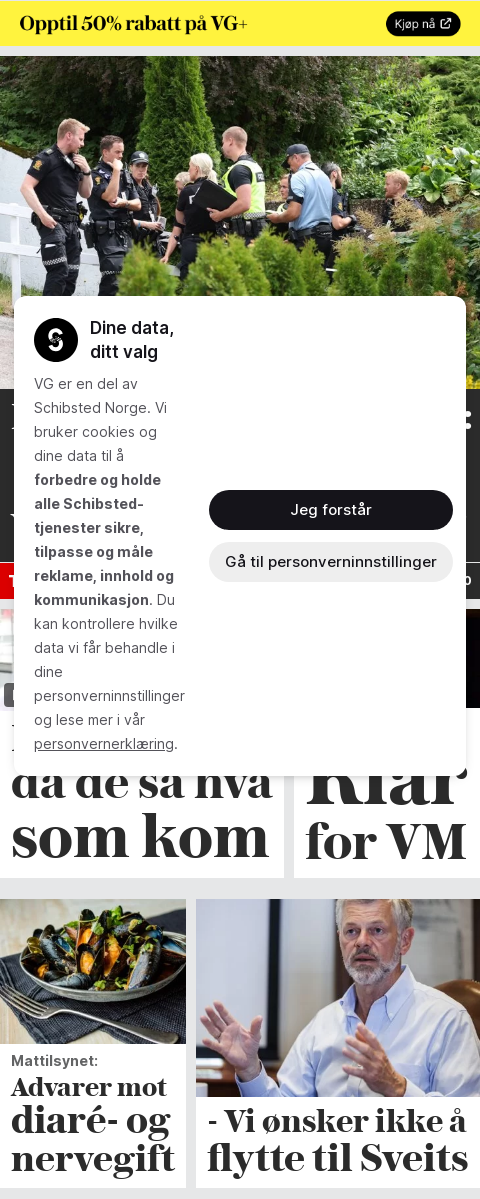 Opptil 50% rabatt på VG+
Kjøp nå
Dine data,
ditt valg
VG er en del av
Schibsted Norge. Vi
bruker cookies og
dine data til å
forbedre og holde
alle Schibsted-
tjenester sikre,
tilpasse og måle
reklame, innhold og
kommunikasjon. Du
kan kontrollere hvilke
data vi får behandle i
dine
personverninnstillinger
og lese mer i vår
personvernerklæring.
Jeg forstår
Gå til personverninnstillinger
da de så hva
som kom
Klar
for VM
Mattilsynet:
Advarer mot
diaré- og
nervegift
- Vi ønsker ikke å
flytte til Sveits